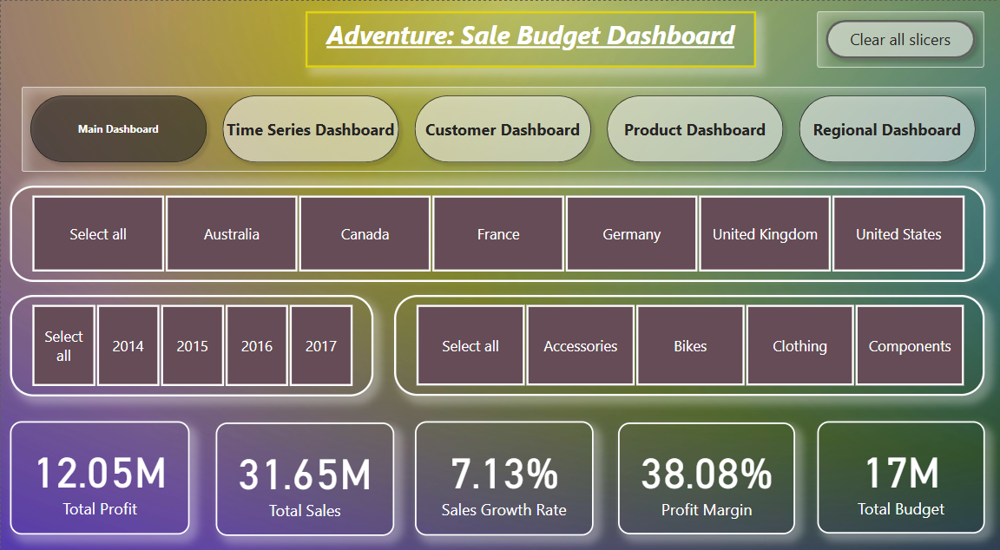 Adventure: Sale Budget Dashboard
Clear all slicers
Main Dashboard
Time Series Dashboard
Customer Dashboard
Product Dashboard
Regional Dashboard
Select all
Australia
Canada
France
Germany
United Kingdom
United States
Select
all
2014
2015
2016
2017
Select all
Accessories
Bikes
Clothing
Components
12.05M
Total Profit
31.65M
Total Sales
7.13%
Sales Growth Rate
38.08%
Profit Margin
17M
Total Budget